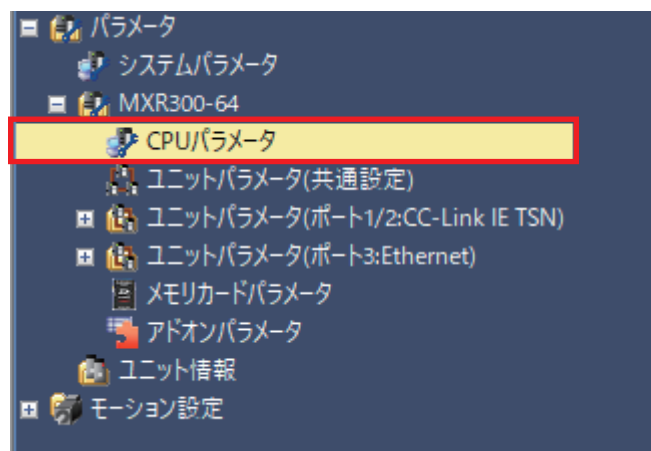 パラメータ
システムパラメータ
MXR300-64
CPUパラメータ
ユニットパラメータ(共通設定)
ユニットパラメータ(ポート1/2:CC-Link IE TSN)
ユニットパラメータ(ポート3:Ethernet)
メモリカードパラメータ
アドオンパラメータ
ユニット情報
モーション設定